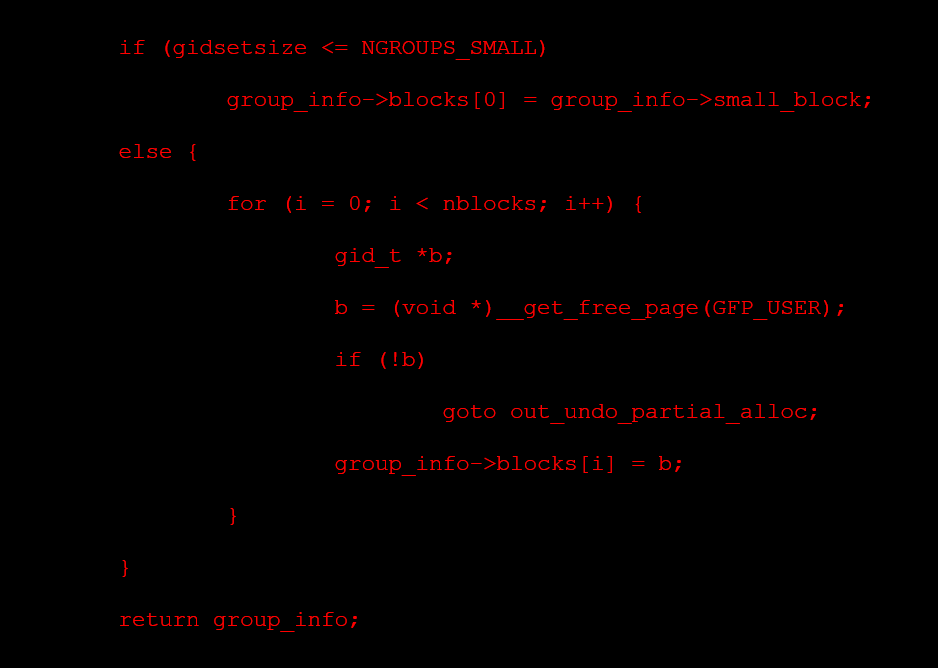 if (gidsetsize <= NGROUPS_SMALL)
group_info->blocks[0] = group_info->small_block;
else {
for (i = 0; i < nblocks; i++) {
gid_t *b;
b = (void *)__get_free_page(GFP_USER);
if (!b)
goto out_undo_partial_alloc;
group_info->blocks[i] = b;
}
}
return group_info;